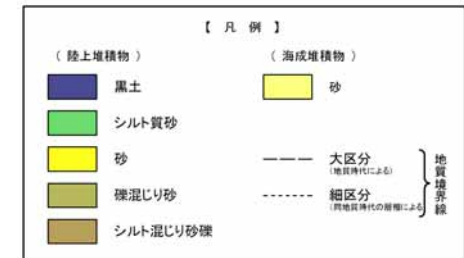 【 凡 例 】
（ 陸上堆積物 ）
（ 海成堆積物 ）
黒土
砂
シルト質砂
砂
大区分
（地質時代による）
礫混じり砂
細区分
（同地質時代の層相による）
シルト混じり砂礫
地質境界線